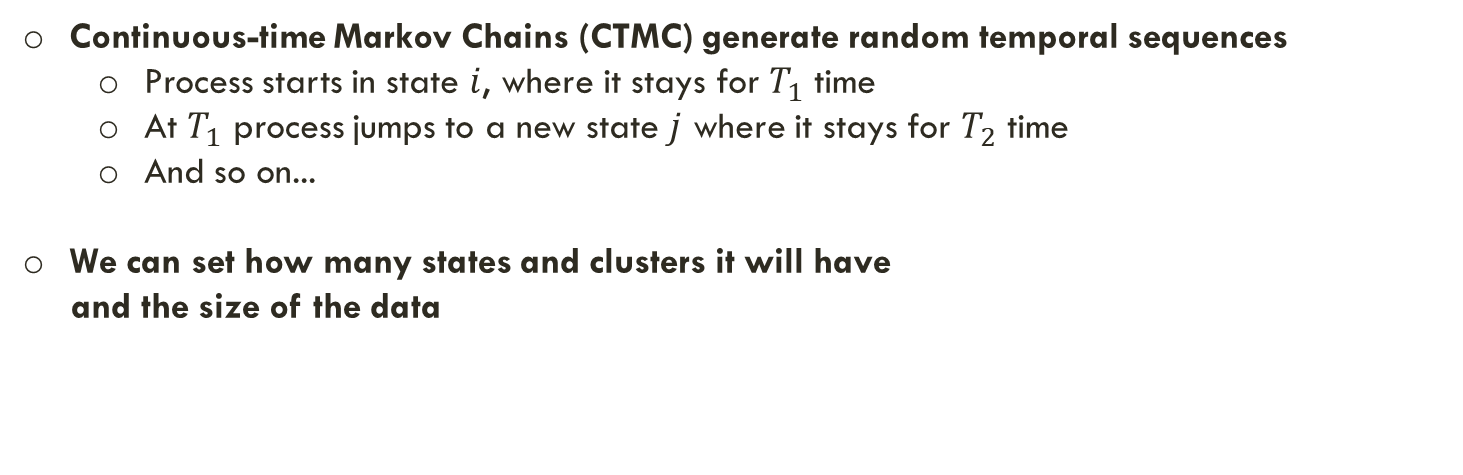 ○ Continuous-time Markov Chains (CTMC) generate random temporal sequences
○ Process starts in state 𝑖, where it stays for 𝑇₁ time
○ At 𝑇₁ process jumps to a new state 𝑗 where it stays for 𝑇₂ time
○ And so on...
○ We can set how many states and clusters it will have
and the size of the data